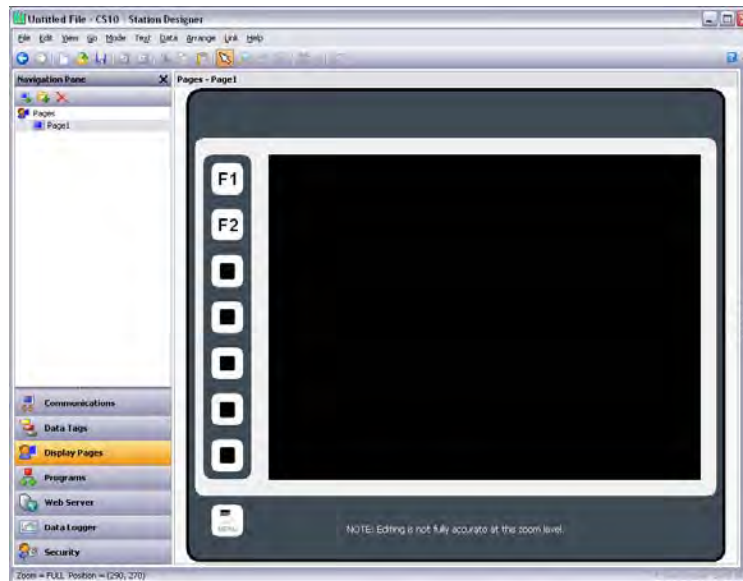 Untitled File - CS10 - Station Designer
File Edit View Go Mode Text Data Arrange Link Help
Navigation Pane
Pages - Page1
Pages
Page1
F1
F2
Communications
Data Tags
Display Pages
Programs
Web Server
Data Logger
Security
MENU
NOTE: Editing is not fully accurate at this zoom level.
Zoom = FULL Position = (290, 270)